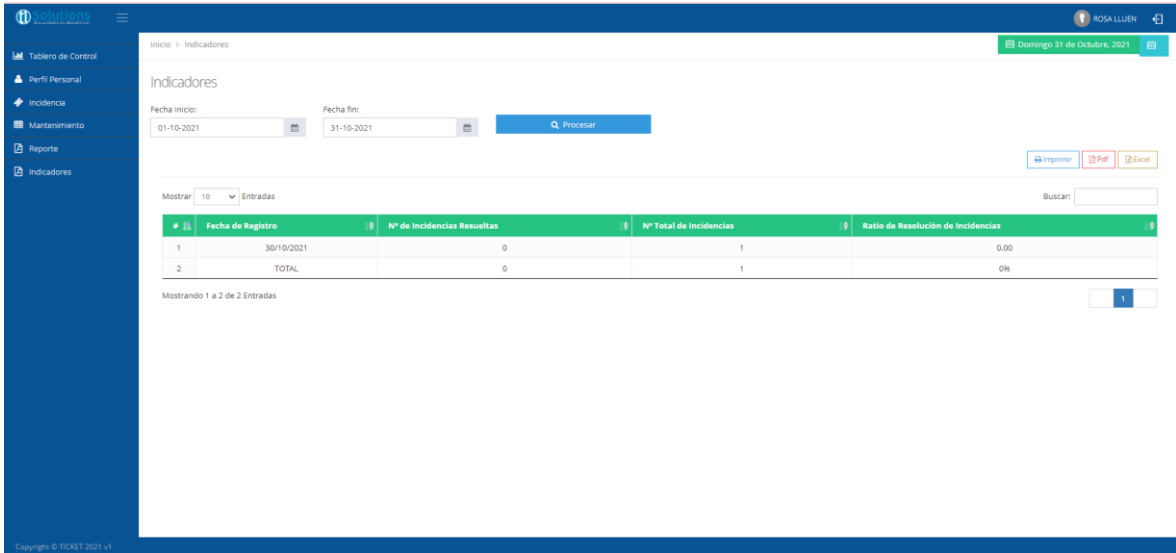 Solutions
ROSA LLUEN
Tablero de Control
Perfil Personal
Incidencia
Mantenimiento
Reporte
Indicadores
Inicio > Indicadores
Domingo 31 de Octubre, 2021
Indicadores
Fecha inicio: Fecha fin:
01-10-2021 31-10-2021 Procesar
Imprimir Pdf Excel
Mostrar 10 Entradas Buscar:
# Fecha de Registro N° de Incidencias Resueltas N° Total de Incidencias Ratio de Resolución de Incidencias
1 30/10/2021 0 1 0.00
2 TOTAL 0 1 0%
Mostrando 1 a 2 de 2 Entradas 1
Copyright © TICKET 2021 v1